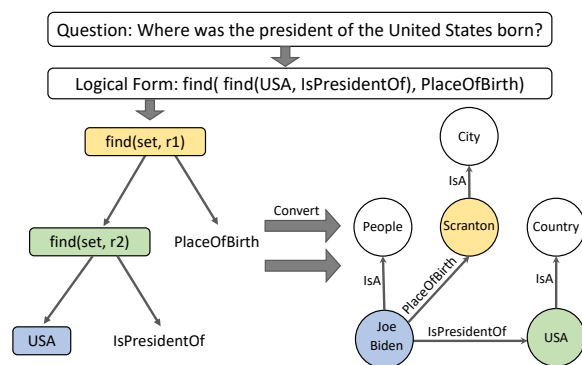 Question: Where was the president of the United States born?
Logical Form: find( find(USA, IsPresidentOf), PlaceOfBirth)
find(set, r1)
find(set, r2)
PlaceOfBirth
USA
IsPresidentOf
Convert
City
IsA
People
Scranton
Country
IsA
PlaceOfBirth
IsA
Joe
Biden
IsPresidentOf
USA